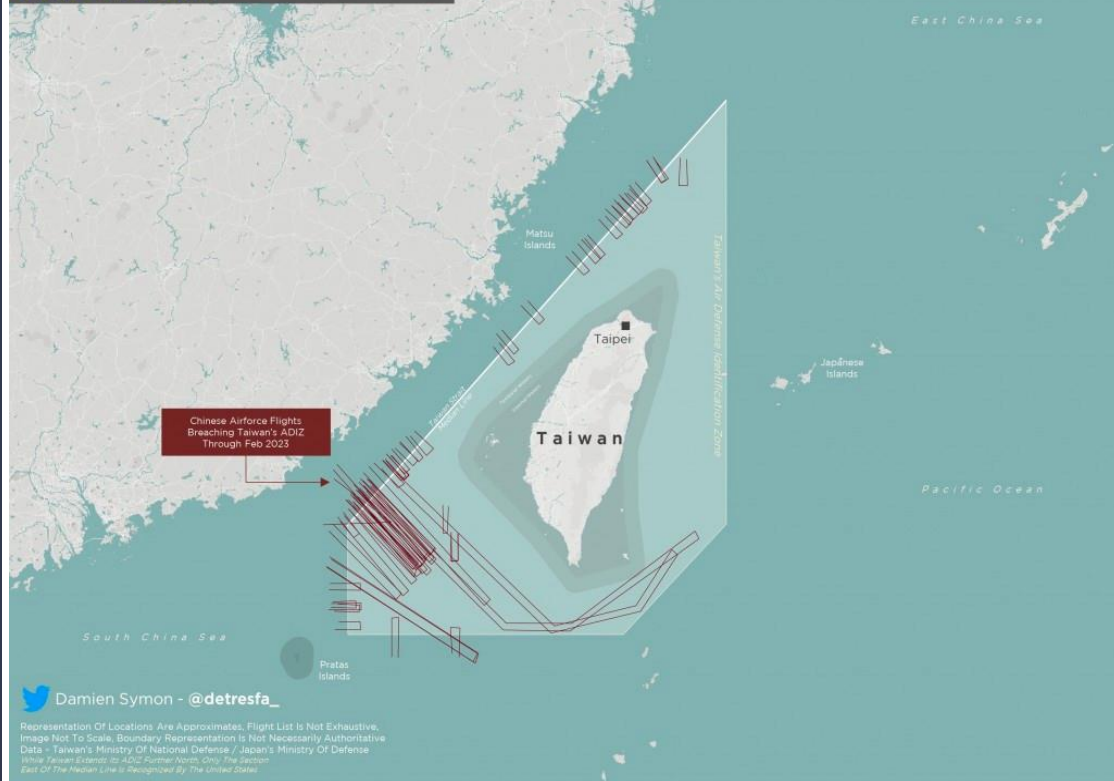 East China Sea
Matsu
Islands
Taiwan's Air Defense Identification Zone
Taipei
Japanese
Islands
Taiwan Strait
Median Line
Chinese Airforce Flights
Breaching Taiwan's ADIZ
Through Feb 2023
Taiwan
Pacific Ocean
South China Sea
Pratas
Islands
Damien Symon - @detresfa_
Representation Of Locations Are Approximates, Flight List Is Not Exhaustive,
Image Not To Scale, Boundary Representation Is Not Necessarily Authoritative
Data - Taiwan's Ministry Of National Defense / Japan's Ministry Of Defense
While Taiwan Extends Its ADIZ Further North, Only The Section
East Of The Median Line Is Recognized By The United States